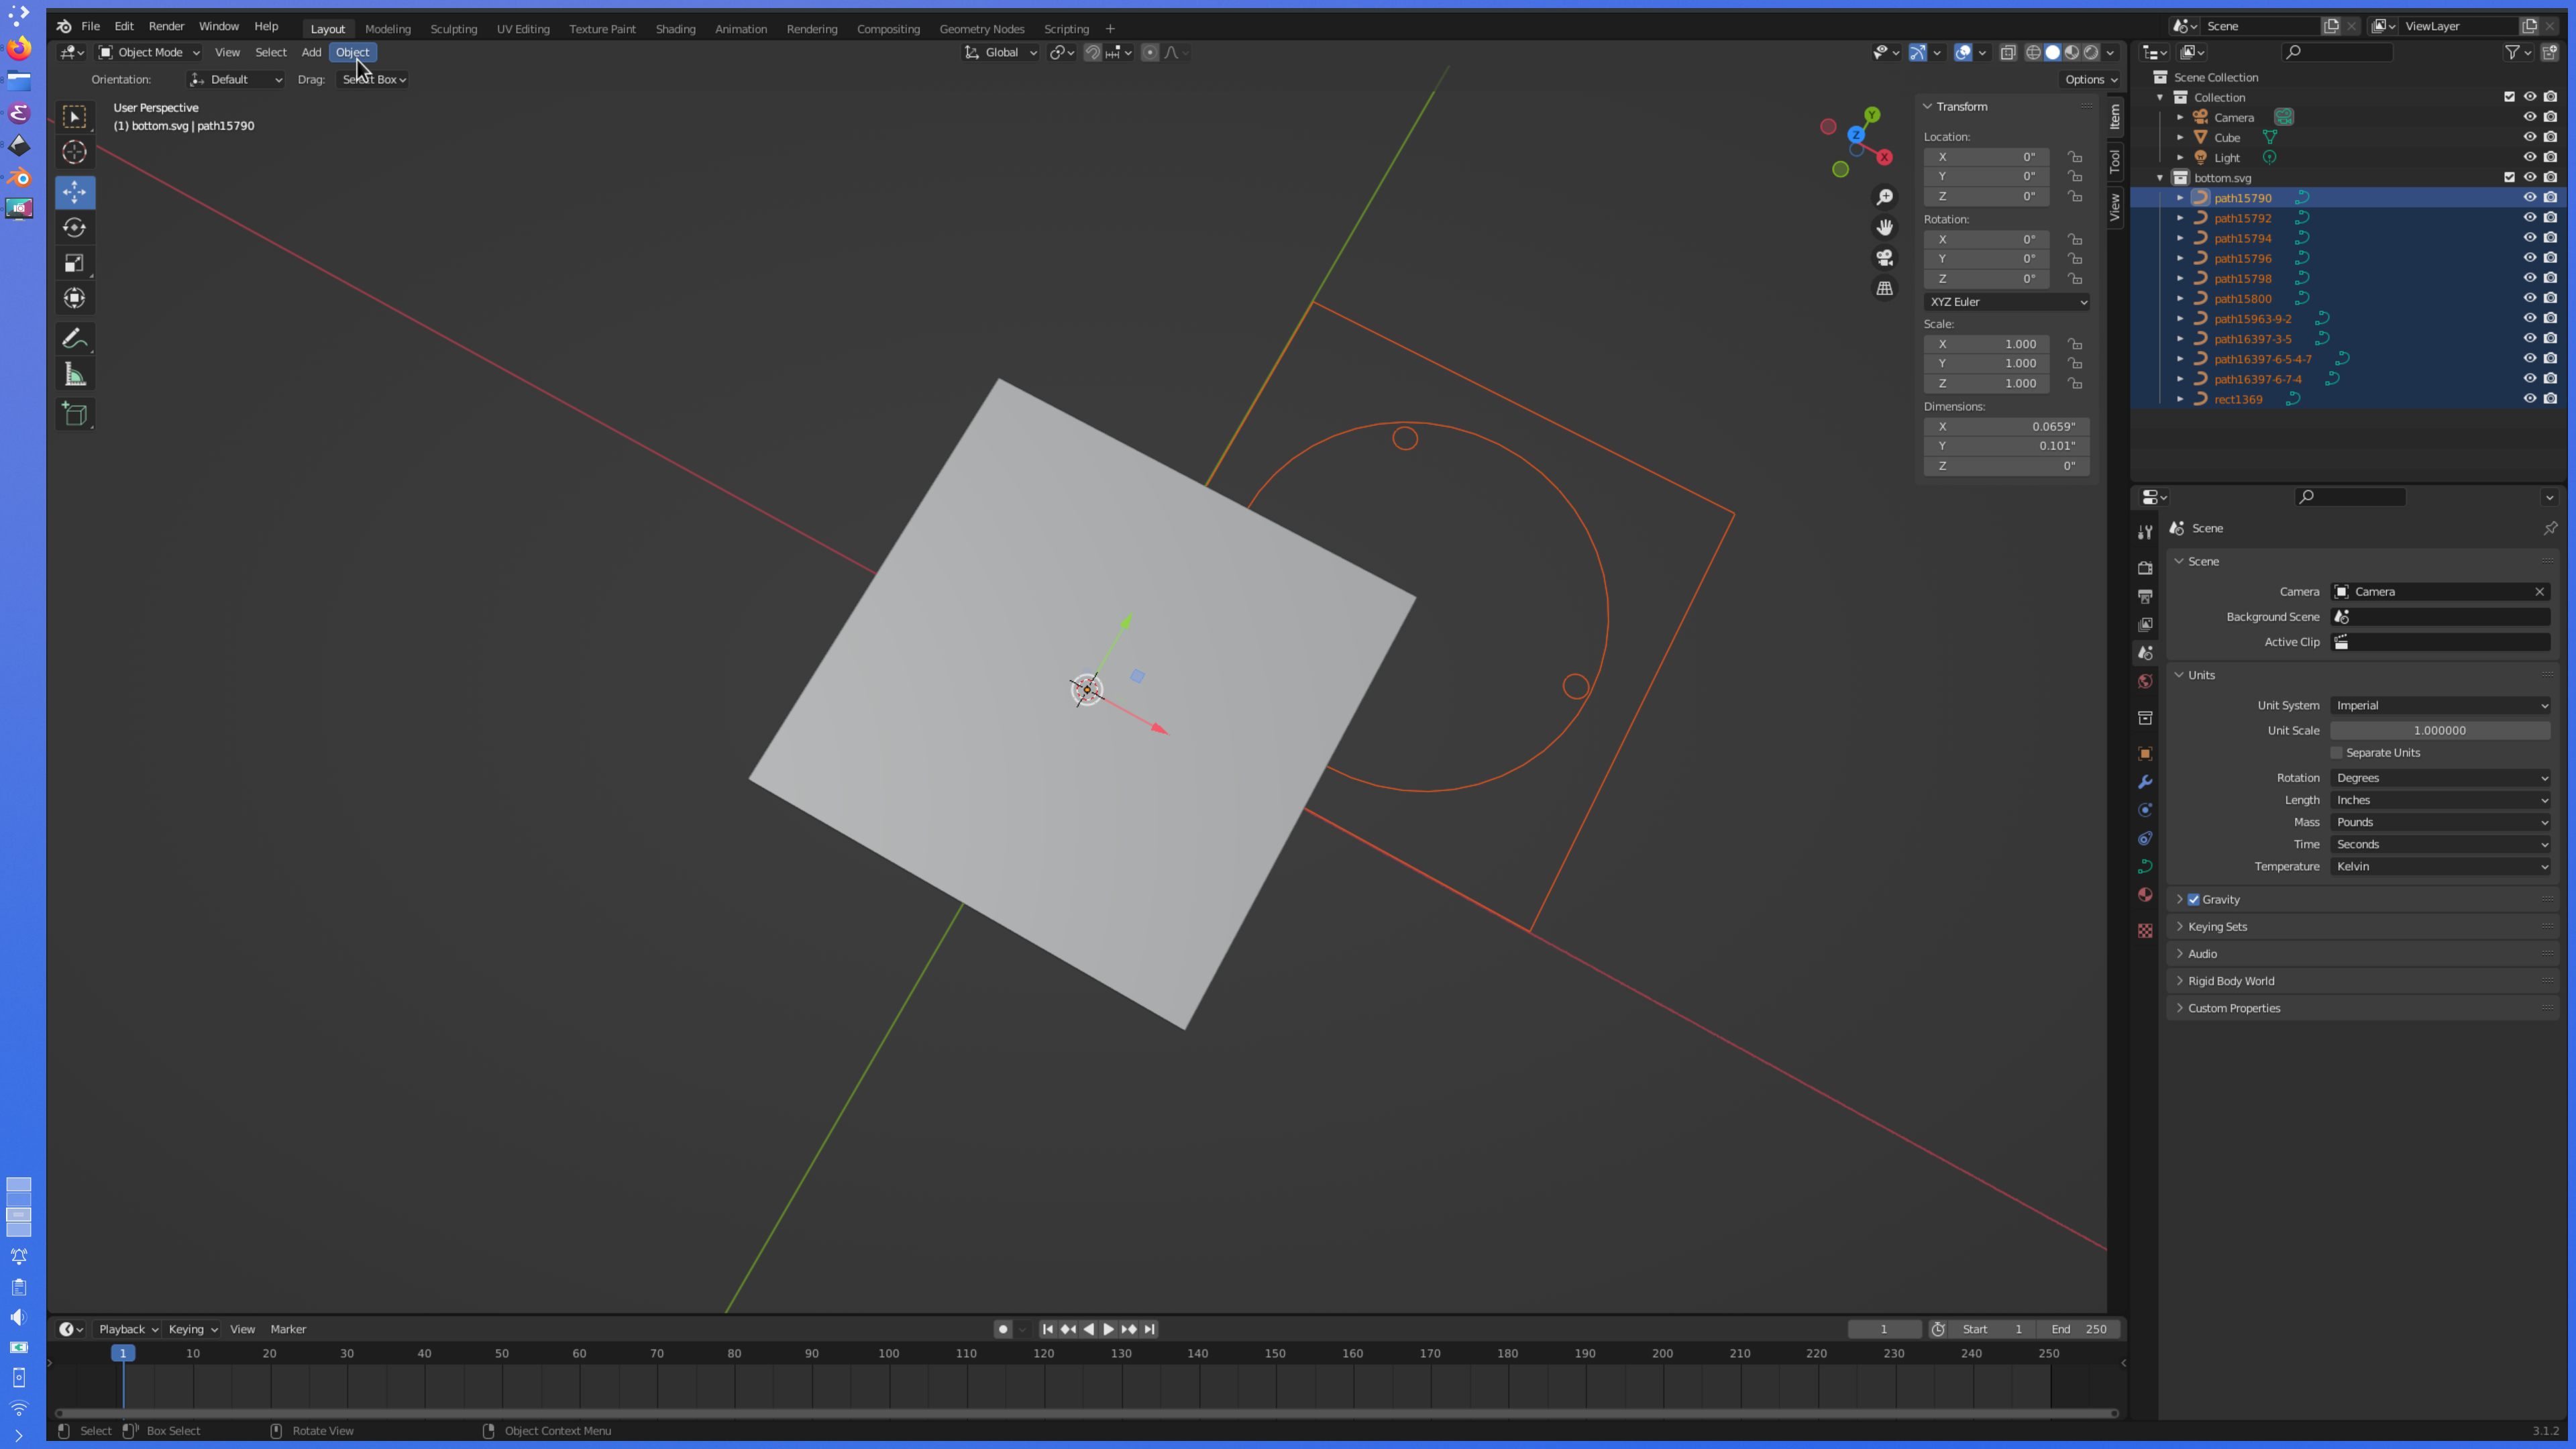 File Edit Render Window Help Layout Modeling Sculpting UV Editing Texture Paint Shading Animation Rendering Compositing Geometry Nodes Scripting + Scene ViewLayer
Object Mode View Select Add Object Global
Orientation: Default Drag: Select Box Options
User Perspective
(1) bottom.svg | path15790
Z
Y
X
Item
Tool
View
Transform
Location:
X 0"
Y 0"
Z 0"
Rotation:
X 0°
Y 0°
Z 0°
XYZ Euler
Scale:
X 1.000
Y 1.000
Z 1.000
Dimensions:
X 0.0659"
Y 0.101"
Z 0"
Scene Collection
Collection
Camera
Cube
Light
bottom.svg
path15790
path15792
path15794
path15796
path15798
path15800
path15963-9-2
path16397-3-5
path16397-6-5-4-7
path16397-6-7-4
rect1369
Scene
Scene
Camera Camera
Background Scene
Active Clip
Units
Unit System Imperial
Unit Scale 1.000000
Separate Units
Rotation Degrees
Length Inches
Mass Pounds
Time Seconds
Temperature Kelvin
Gravity
Keying Sets
Audio
Rigid Body World
Custom Properties
Playback Keying View Marker 1 Start 1 End 250
1 10 20 30 40 50 60 70 80 90 100 110 120 130 140 150 160 170 180 190 200 210 220 230 240 250
Select Box Select Rotate View Object Context Menu 3.1.2